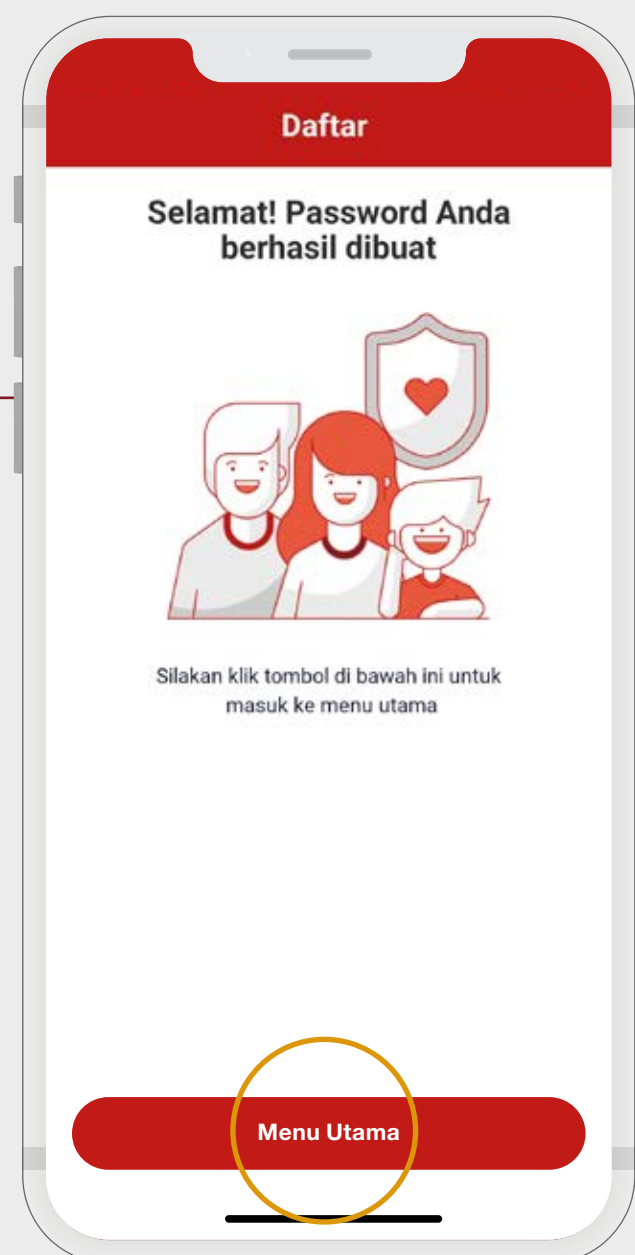 Daftar
Selamat! Password Anda
berhasil dibuat
Silakan klik tombol di bawah ini untuk
masuk ke menu utama
Menu Utama